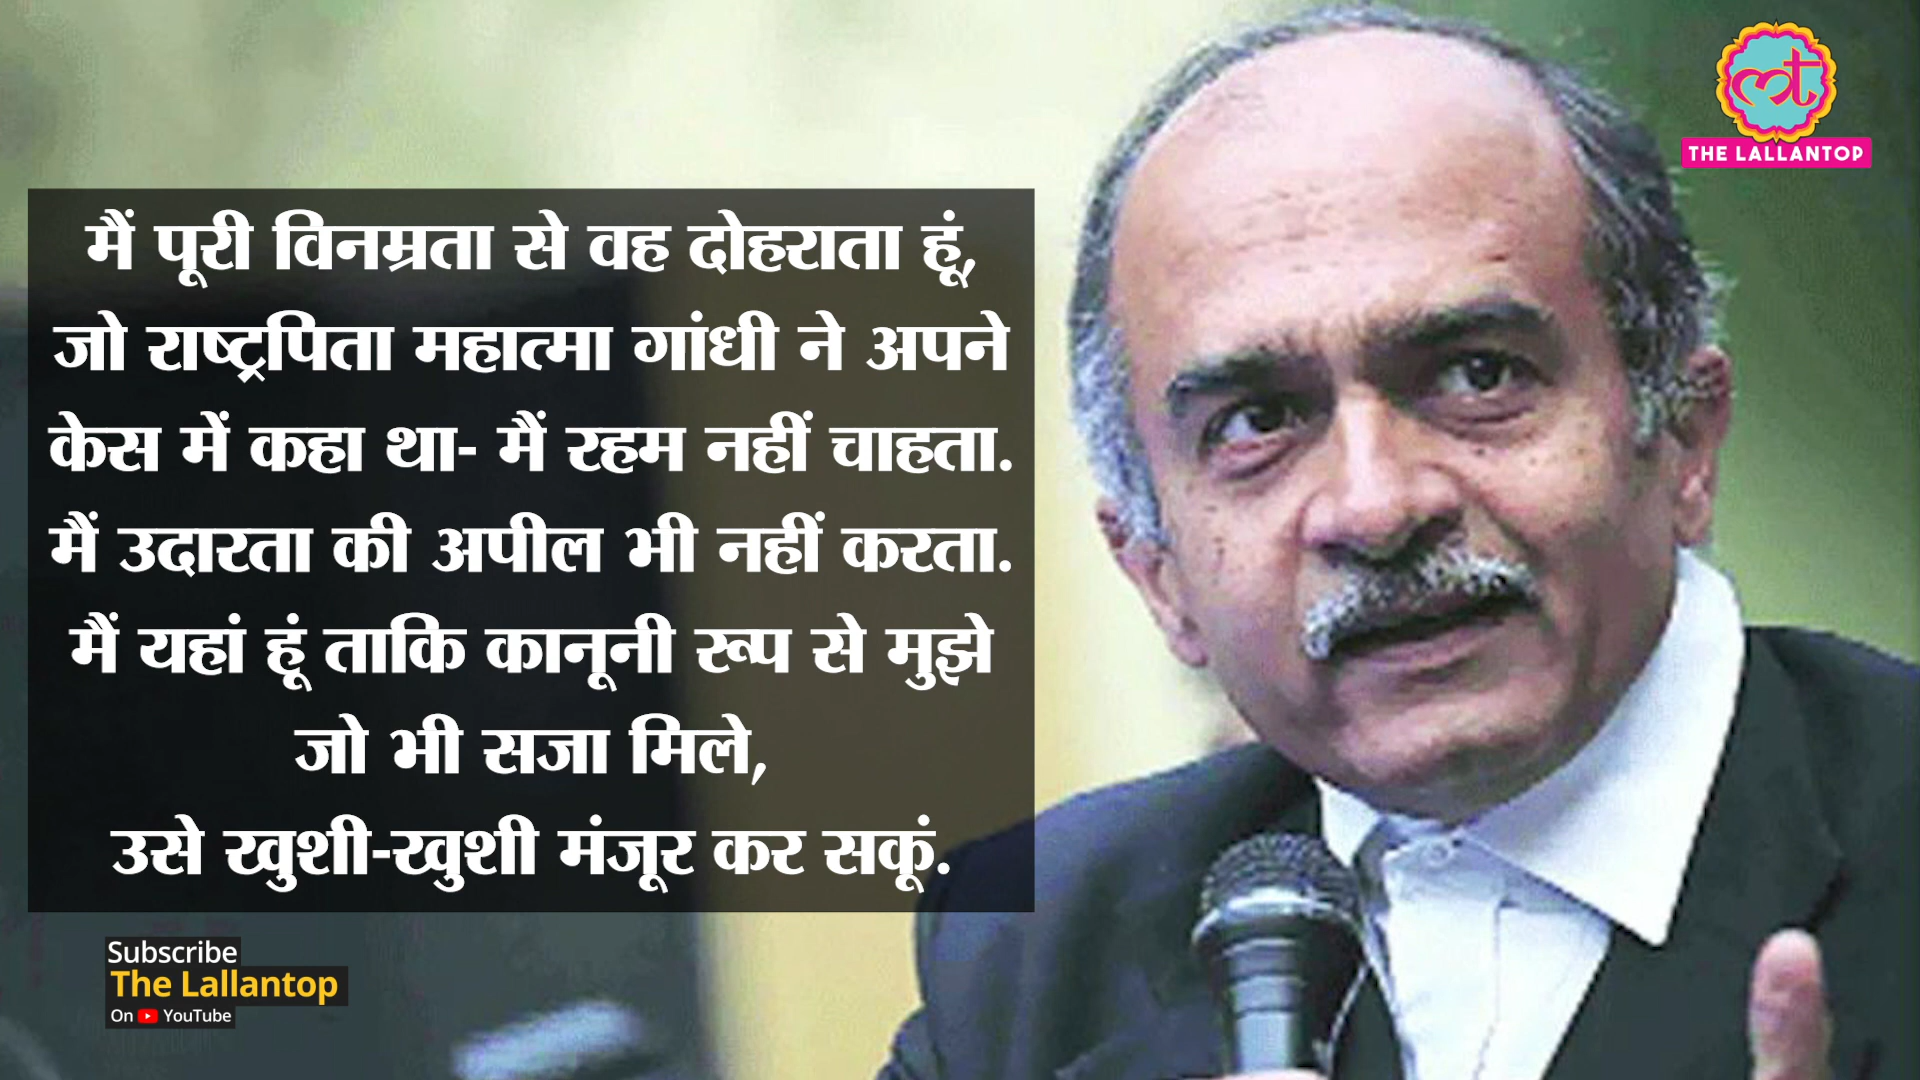 THE LALLANTOP
मैं पूरी विनम्रता से वह दोहराता हूं,
जो राष्ट्रपिता महात्मा गांधी ने अपने
केस में कहा था- मैं रहम नहीं चाहता.
मैं उदारता की अपील भी नहीं करता.
मैं यहां हूं ताकि कानूनी रूप से मुझे
जो भी सजा मिले,
उसे खुशी-खुशी मंजूर कर सकूं.
Subscribe
The Lallantop
On YouTube